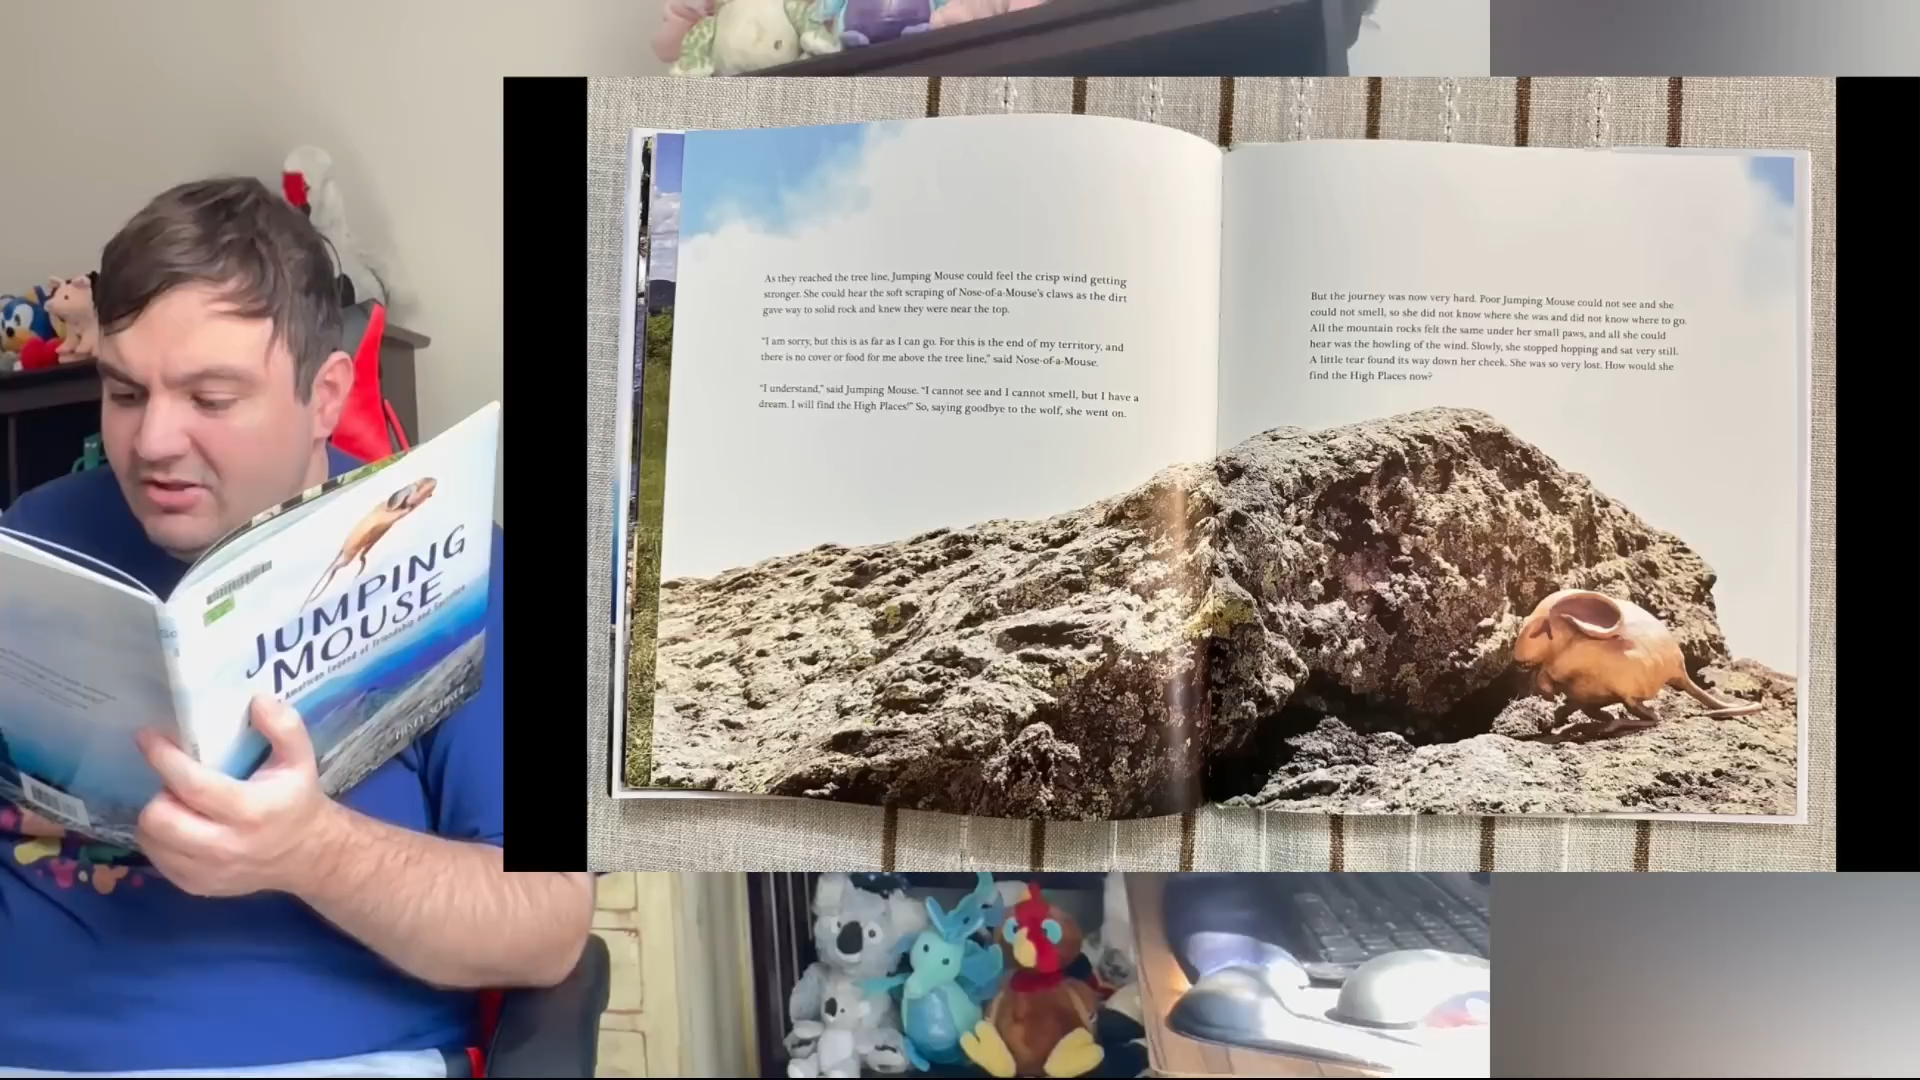 As they reached the tree line, Jumping Mouse could feel the crisp wind getting
stronger. She could hear the soft scraping of Nose-of-a-Mouse's claws as the dirt
gave way to solid rock and knew they were near the top.
"I am sorry, but this is as far as I can go. For this is the end of my territory, and
there is no cover or food for me above the tree line," said Nose-of-a-Mouse.
"I understand," said Jumping Mouse. "I cannot see and I cannot smell, but I have a
dream. I will find the High Places!" So, saying goodbye to the wolf, she went on.
But the journey was now very hard. Poor Jumping Mouse could not see and she
could not smell, so she did not know where she was and did not know where to go.
All the mountain rocks felt the same under her small paws, and all she could
hear was the howling of the wind. Slowly, she stopped hopping and sat very still.
A little tear found its way down her cheek. She was so very lost. How would she
find the High Places now?
JUMPING
MOUSE
American Legend of Friendship and